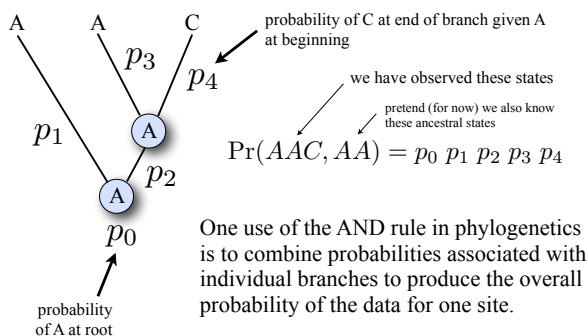 A A C
probability of C at end of branch given A
at beginning
p3
p4
we have observed these states
p1
A
pretend (for now) we also know
these ancestral states
Pr(AAC, AA) = p0 p1 p2 p3 p4
p2
A
p0
One use of the AND rule in phylogenetics
is to combine probabilities associated with
individual branches to produce the overall
probability of the data for one site.
probability
of A at root